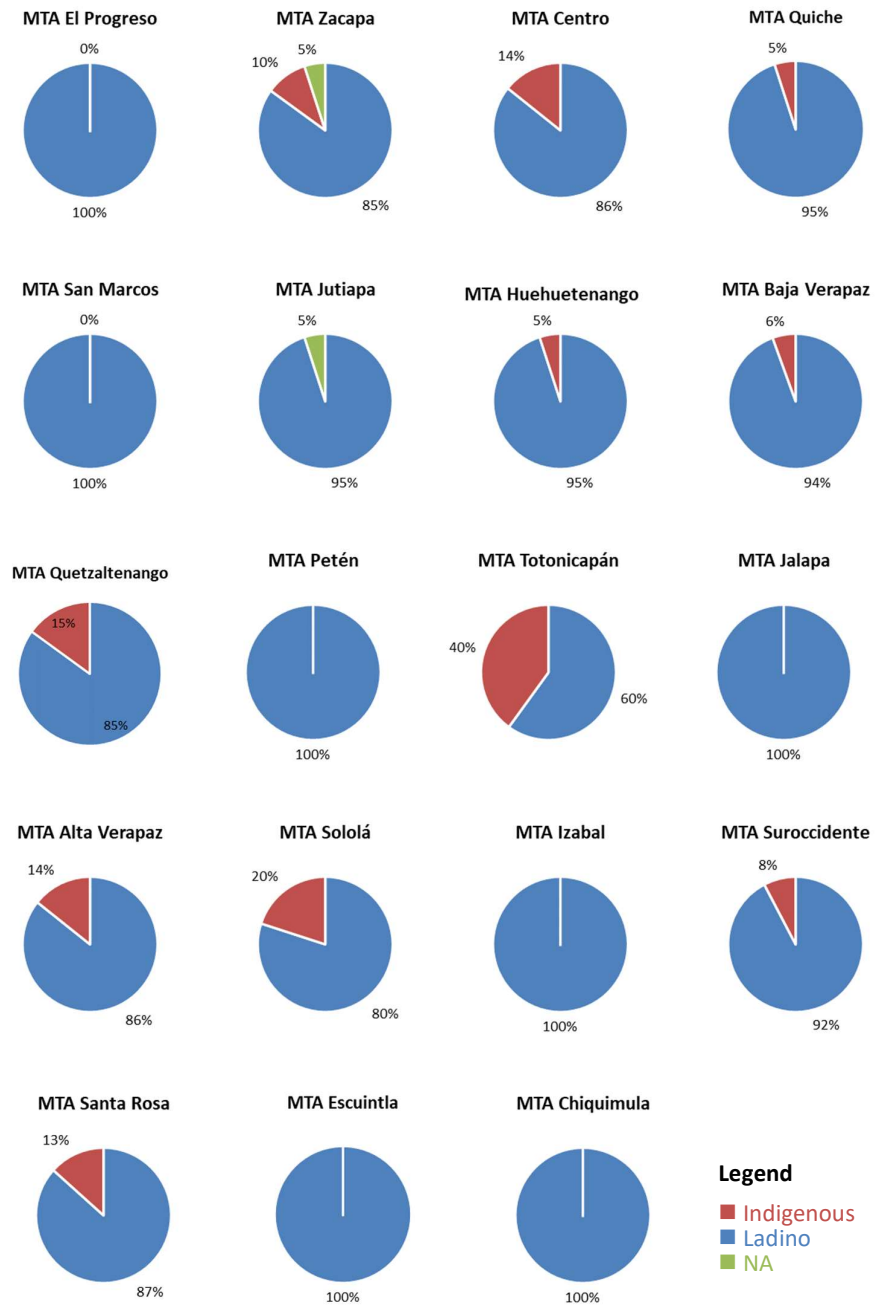 MTA El Progreso
0%
100%
MTA Zacapa
10%
5%
85%
MTA Centro
14%
86%
MTA Quiche
5%
95%
MTA San Marcos
0%
100%
MTA Jutiapa
5%
95%
MTA Huehuetenango
5%
95%
MTA Baja Verapaz
6%
94%
MTA Quetzaltenango
15%
85%
MTA Petén
100%
MTA Totonicapán
40%
60%
MTA Jalapa
100%
MTA Alta Verapaz
14%
86%
MTA Sololá
20%
80%
MTA Izabal
100%
MTA Suroccidente
8%
92%
MTA Santa Rosa
13%
87%
MTA Escuintla
100%
MTA Chiquimula
100%
Legend
Indigenous
Ladino
NA